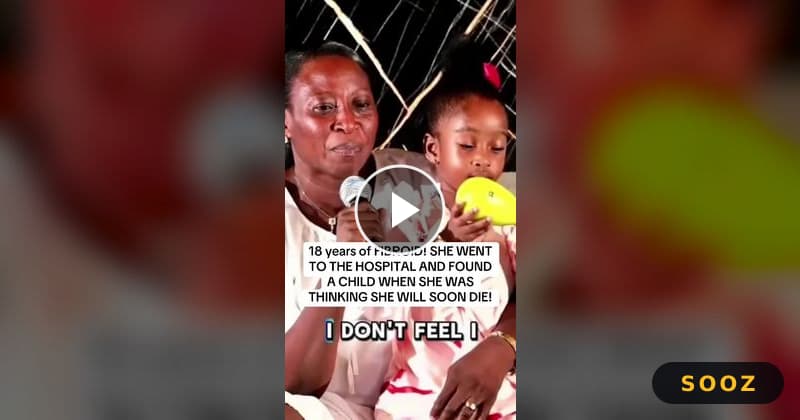 18 years of FIBROID! SHE WENT
TO THE HOSPITAL AND FOUND
A CHILD WHEN SHE WAS
THINKING SHE WILL SOON DIE!
I DON'T FEEL I
SOOZ